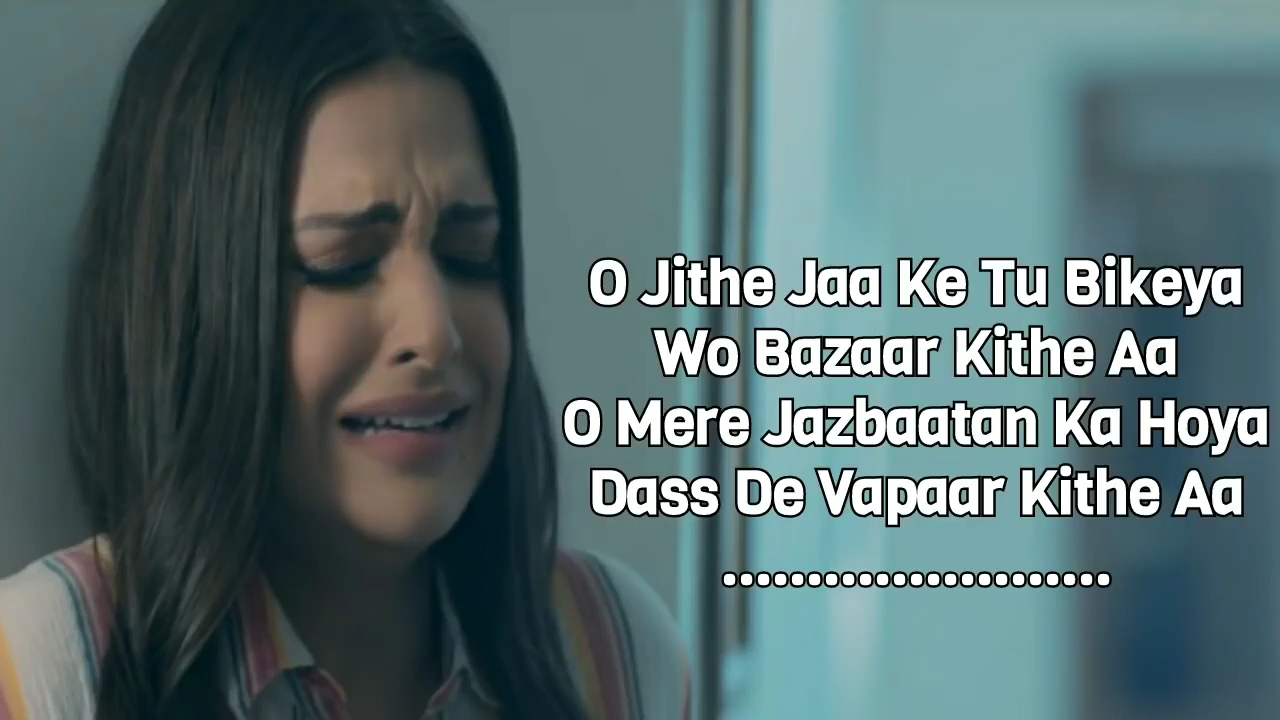 O Jithe Jaa Ke Tu Bikeya
Wo Bazaar Kithe Aa
O Mere Jazbaatan Ka Hoya
Dass De Vapaar Kithe Aa
.......................